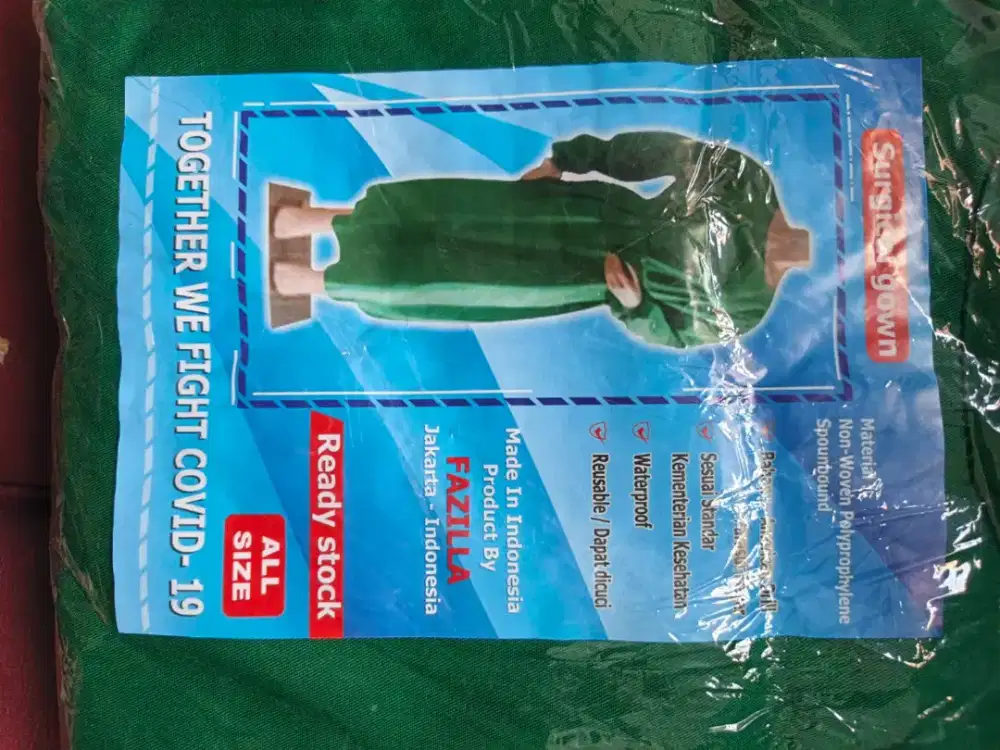 Surgical gown
Material :
Non-Woven Polyprophylene
Spounbound
Sesuai Standar
Kementerian Kesehatan
Waterproof
Reusable / Dapat dicuci
Made In Indonesia
Product By
FAZILLA
Jakarta - Indonesia
Ready stock
ALL
SIZE
TOGETHER WE FIGHT COVID- 19